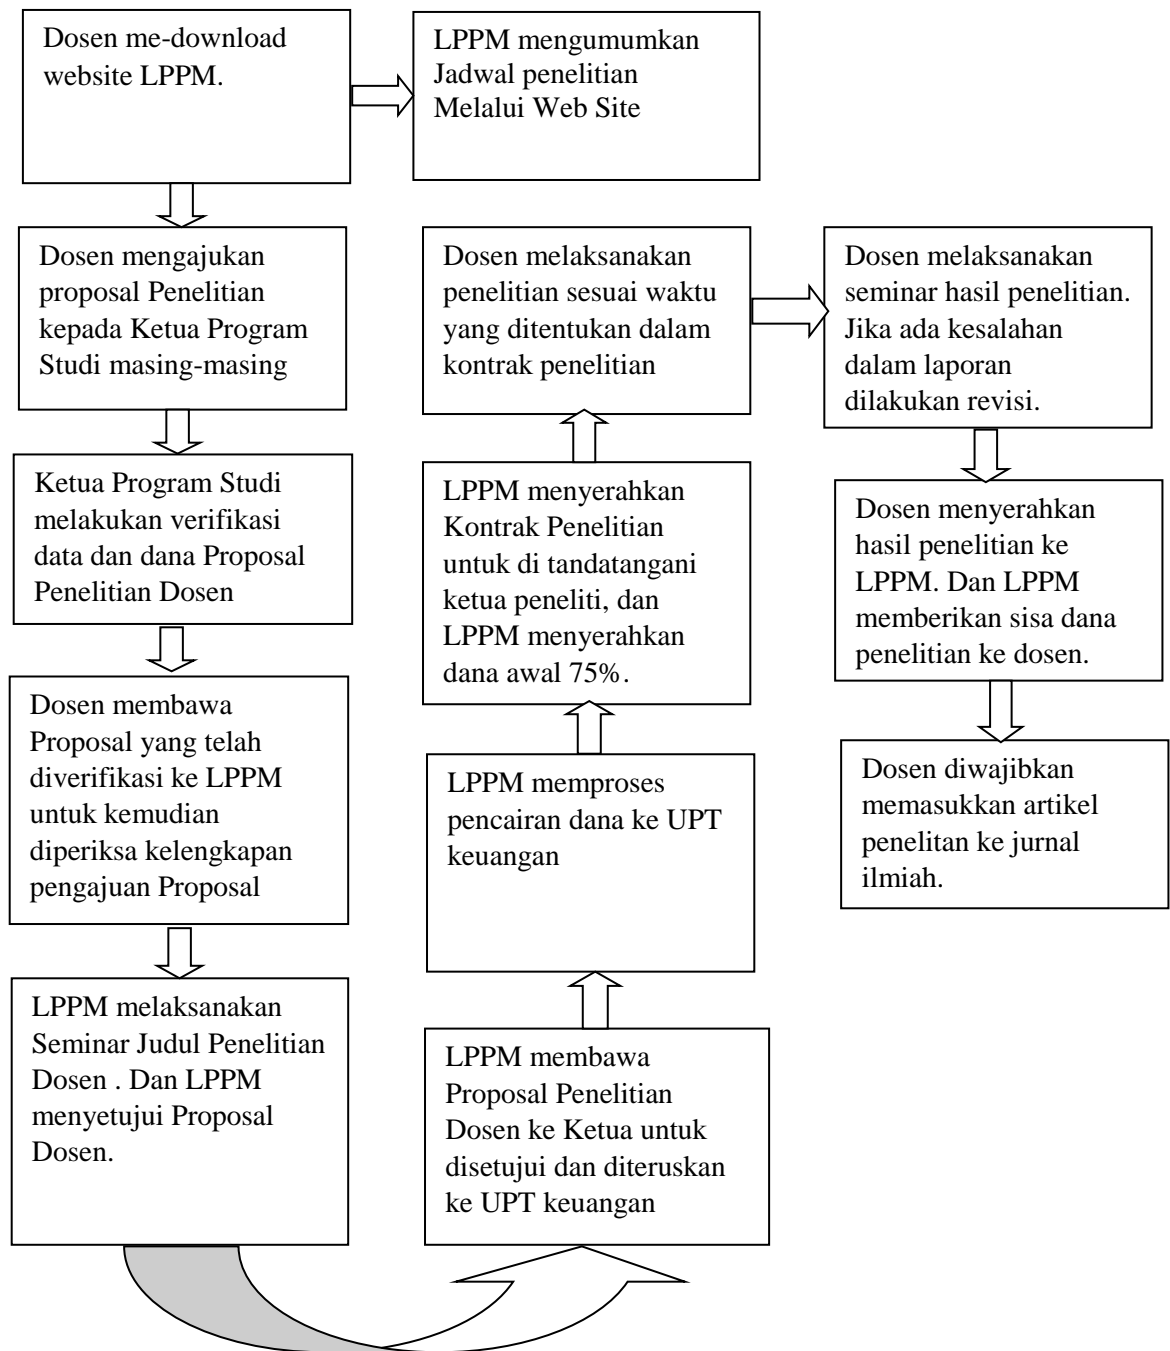 Dosen me-download
website LPPM.
LPPM mengumumkan
Jadwal penelitian
Melalui Web Site
Dosen mengajukan
proposal Penelitian
kepada Ketua Program
Studi masing-masing
Ketua Program Studi
melakukan verifikasi
data dan dana Proposal
Penelitian Dosen
Dosen membawa
Proposal yang telah
diverifikasi ke LPPM
untuk kemudian
diperiksa kelengkapan
pengajuan Proposal
LPPM melaksanakan
Seminar Judul Penelitian
Dosen . Dan LPPM
menyetujui Proposal
Dosen.
LPPM membawa
Proposal Penelitian
Dosen ke Ketua untuk
disetujui dan diteruskan
ke UPT keuangan
LPPM memproses
pencairan dana ke UPT
keuangan
LPPM menyerahkan
Kontrak Penelitian
untuk di tandatangani
ketua peneliti, dan
LPPM menyerahkan
dana awal 75%.
Dosen melaksanakan
penelitian sesuai waktu
yang ditentukan dalam
kontrak penelitian
Dosen melaksanakan
seminar hasil penelitian.
Jika ada kesalahan
dalam laporan
dilakukan revisi.
Dosen menyerahkan
hasil penelitian ke
LPPM. Dan LPPM
memberikan sisa dana
penelitian ke dosen.
Dosen diwajibkan
memasukkan artikel
penelitan ke jurnal
ilmiah.